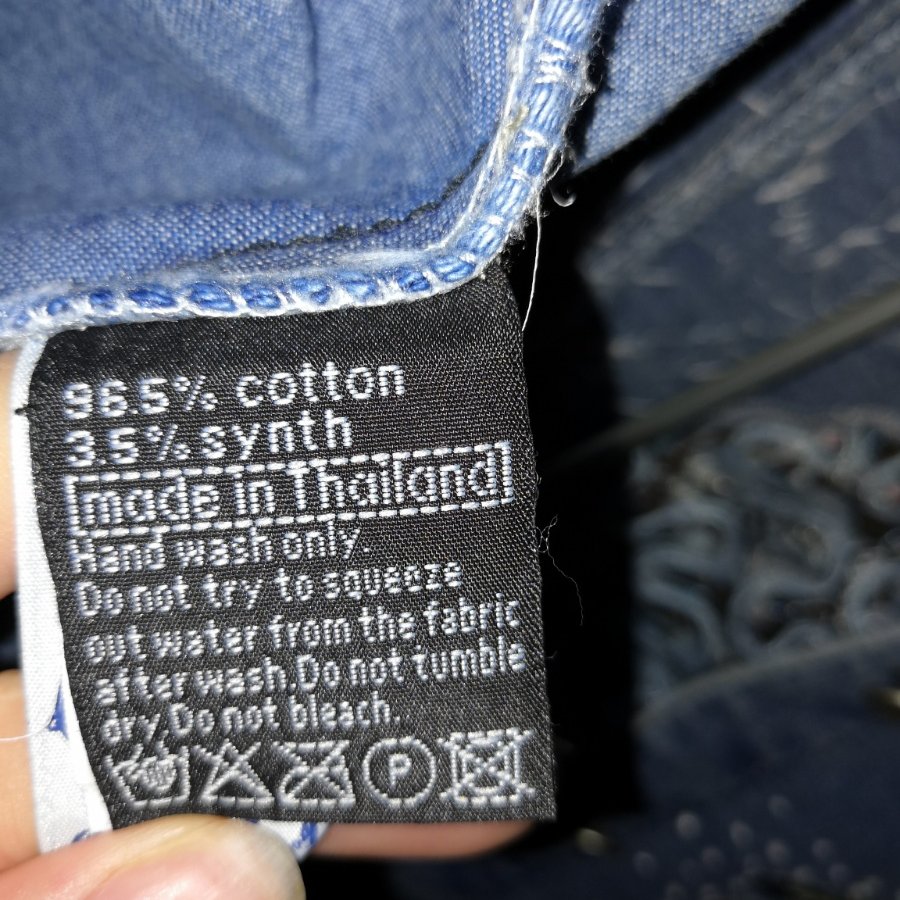 96.5% cotton
3.5% synth
made in Thailand
Hand wash only.
Do not try to squeeze
out water from the fabric
after wash.Do not tumble
dry.Do not bleach.
P